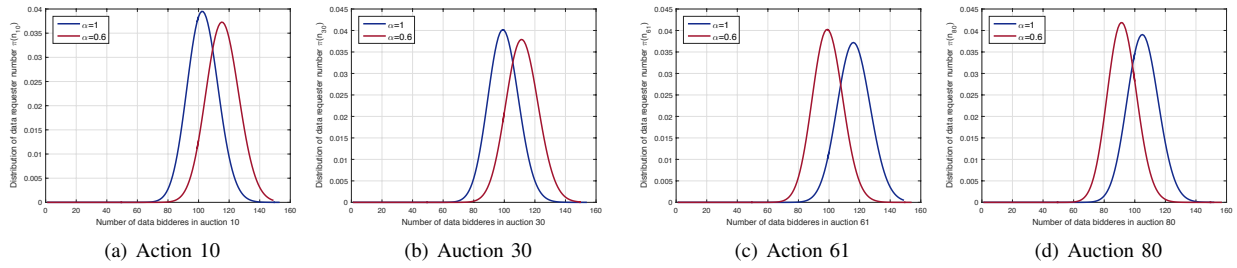 Distribution of data requester number π(n10)
0.04
0.035
0.03
0.025
0.02
0.015
0.01
0.005
0
α=1
α=0.6
0 20 40 60 80 100 120 140 160
Number of data bidderes in auction 10
(a) Action 10
Distribution of data requester number π(n30)
0.045
0.04
0.035
0.03
0.025
0.02
0.015
0.01
0.005
0
α=1
α=0.6
0 20 40 60 80 100 120 140 160
Number of data bidderes in auction 30
(b) Auction 30
Distribution of data requester number π(n61)
0.045
0.04
0.035
0.03
0.025
0.02
0.015
0.01
0.005
0
α=1
α=0.6
0 20 40 60 80 100 120 140 160
Number of data bidderes in auction 61
(c) Action 61
Distribution of data requester number π(n80)
0.045
0.04
0.035
0.03
0.025
0.02
0.015
0.01
0.005
0
α=1
α=0.6
0 20 40 60 80 100 120 140 160
Number of data bidderes in auction 80
(d) Auction 80